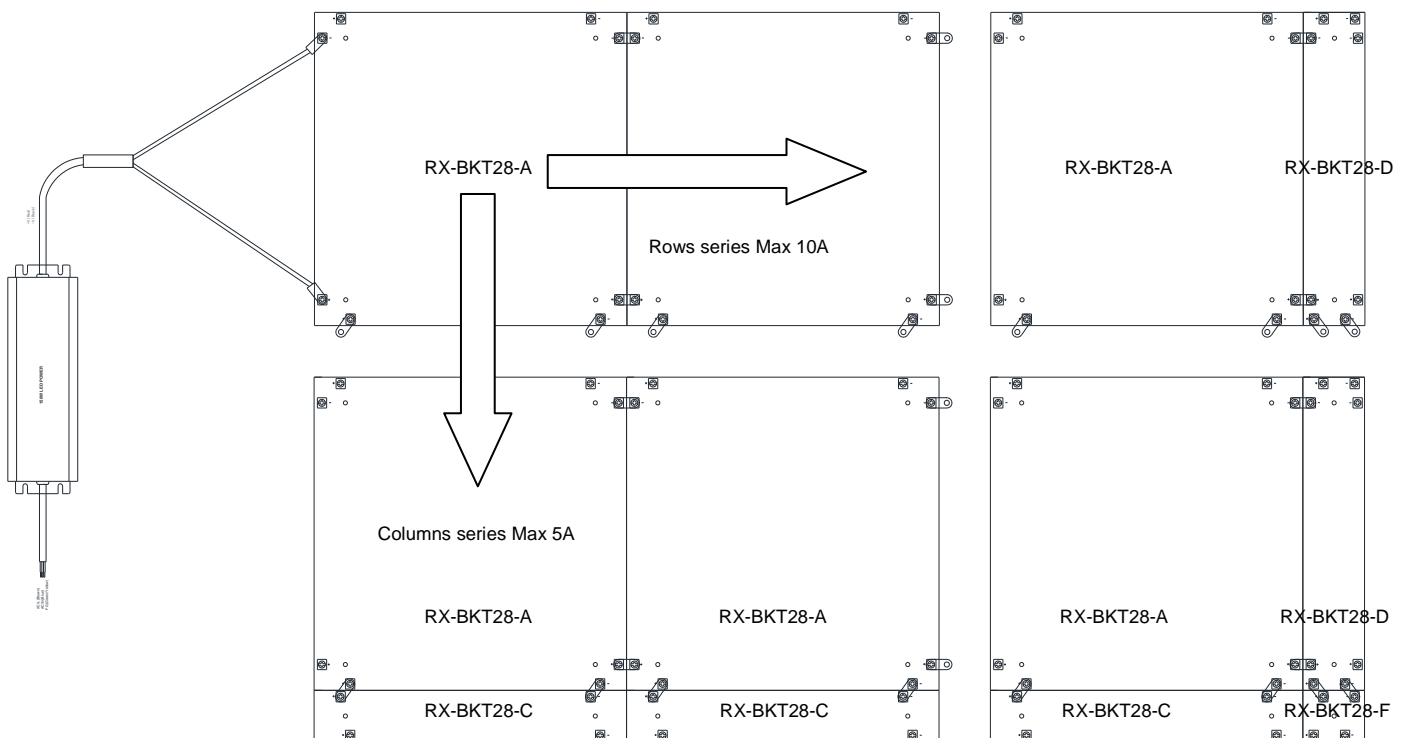 RX-BKT28-A
RX-BKT28-A
RX-BKT28-D
Rows series Max 10A
Columns series Max 5A
RX-BKT28-A
RX-BKT28-A
RX-BKT28-A
RX-BKT28-D
RX-BKT28-C
RX-BKT28-C
RX-BKT28-C
RX-BKT28-F